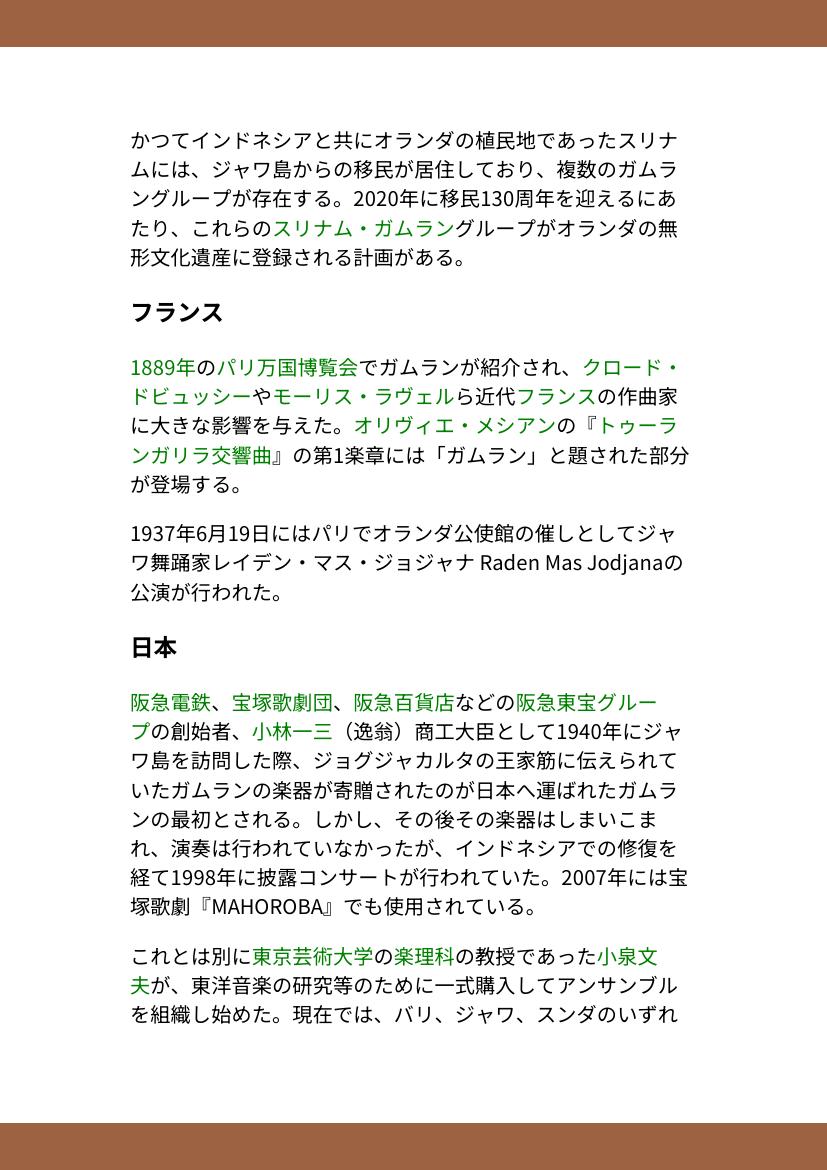 かつてインドネシアと共にオランダの植民地であったスリナ
ムには、ジャワ島からの移民が居住しており、複数のガムラ
ングループが存在する。2020年に移民130周年を迎えるにあ
たり、これらのスリナム・ガムラングループがオランダの無
形文化遺産に登録される計画がある。
フランス
1889年のパリ万国博覧会でガムランが紹介され、クロード・
ドビュッシーやモーリス・ラヴェルら近代フランスの作曲家
に大きな影響を与えた。オリヴィエ・メシアンの『トゥーラ
ンガリラ交響曲』の第1楽章には「ガムラン」と題された部分
が登場する。
1937年6月19日にはパリでオランダ公使館の催しとしてジャ
ワ舞踊家レイデン・マス・ジョジャナ Raden Mas Jodjanaの
公演が行われた。
日本
阪急電鉄、宝塚歌劇団、阪急百貨店などの阪急東宝グルー
プの創始者、小林一三（逸翁）商工大臣として1940年にジャ
ワ島を訪問した際、ジョグジャカルタの王家筋に伝えられて
いたガムランの楽器が寄贈されたのが日本へ運ばれたガムラ
ンの最初とされる。しかし、その後その楽器はしまいこま
れ、演奏は行われていなかったが、インドネシアでの修復を
経て1998年に披露コンサートが行われていた。2007年には宝
塚歌劇『MAHOROBA』でも使用されている。
これとは別に東京芸術大学の楽理科の教授であった小泉文
夫が、東洋音楽の研究等のために一式購入してアンサンブル
を組織し始めた。現在では、バリ、ジャワ、スンダのいずれ